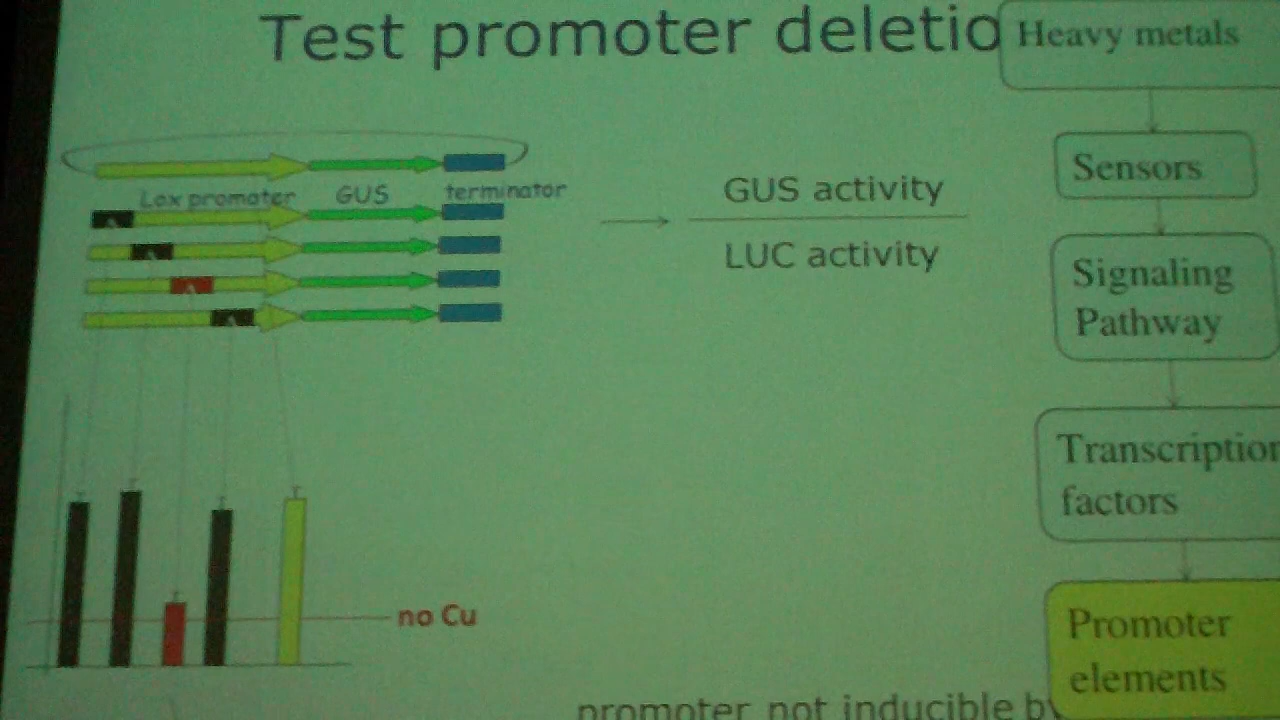 Test promoter deletio
Heavy metals
Sensors
Signaling
Pathway
Transcription
factors
Promoter
elements
Lox promoter GUS terminator
GUS activity
LUC activity
no Cu
promoter not inducible by